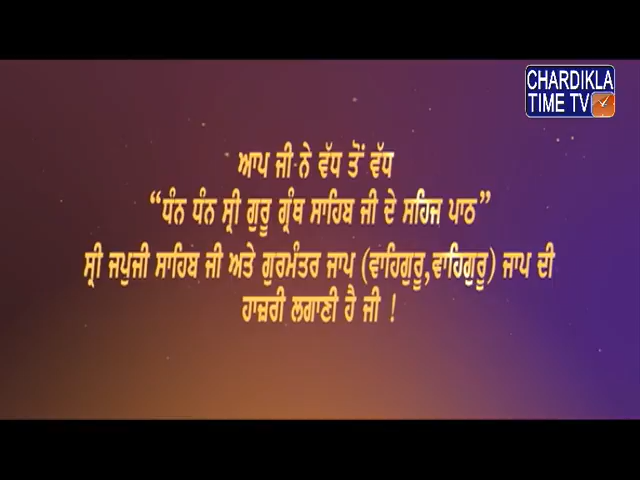 CHARDIKLA
TIME TV
ਆਪ ਜੀ ਨੇ ਵੱਧ ਤੋਂ ਵੱਧ
“ਧੰਨ ਧੰਨ ਸ੍ਰੀ ਗੁਰੂ ਗ੍ਰੰਥ ਸਾਹਿਬ ਜੀ ਦੇ ਸਹਿਜ ਪਾਠ”
ਸ੍ਰੀ ਜਪੁਜੀ ਸਾਹਿਬ ਜੀ ਅਤੇ ਗੁਰਮੰਤਰ ਜਾਪ (ਵਾਹਿਗੁਰੂ,ਵਾਹਿਗੁਰੂ) ਜਾਪ ਦੀ
ਹਾਜ਼ਰੀ ਲਗਾਣੀ ਹੈ ਜੀ !